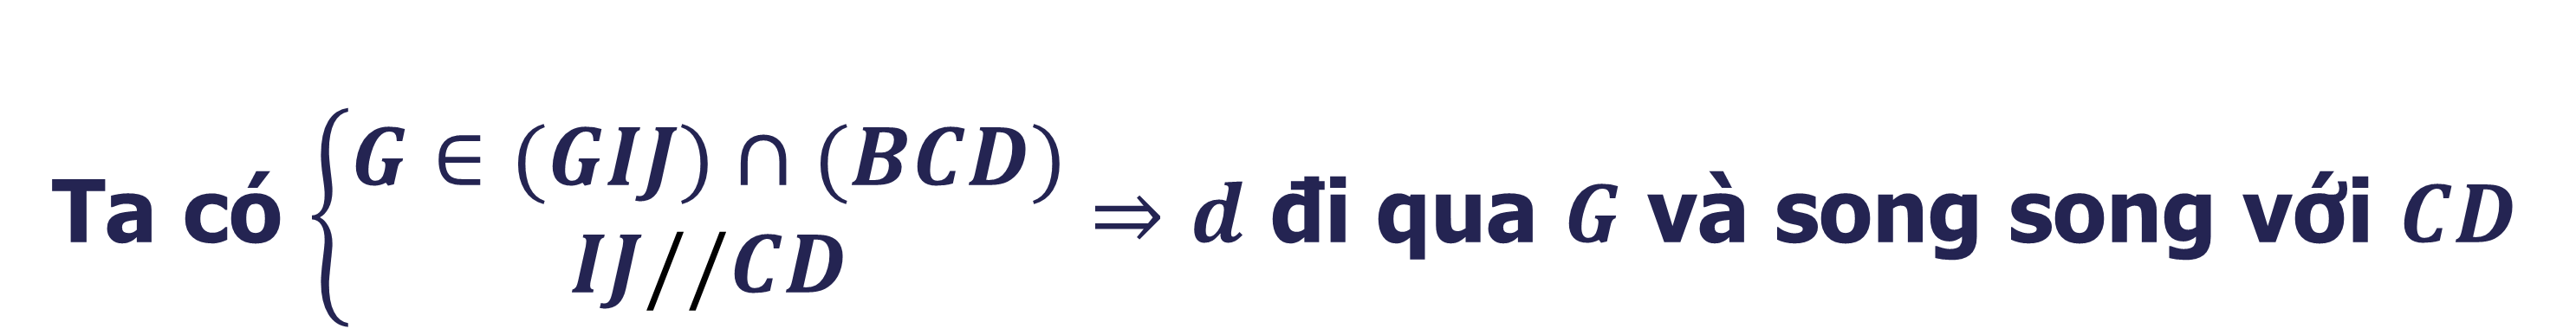 Ta có { G ∈ (GIJ) ∩ (BCD)
IJ//CD ⇒ d đi qua G và song song với CD